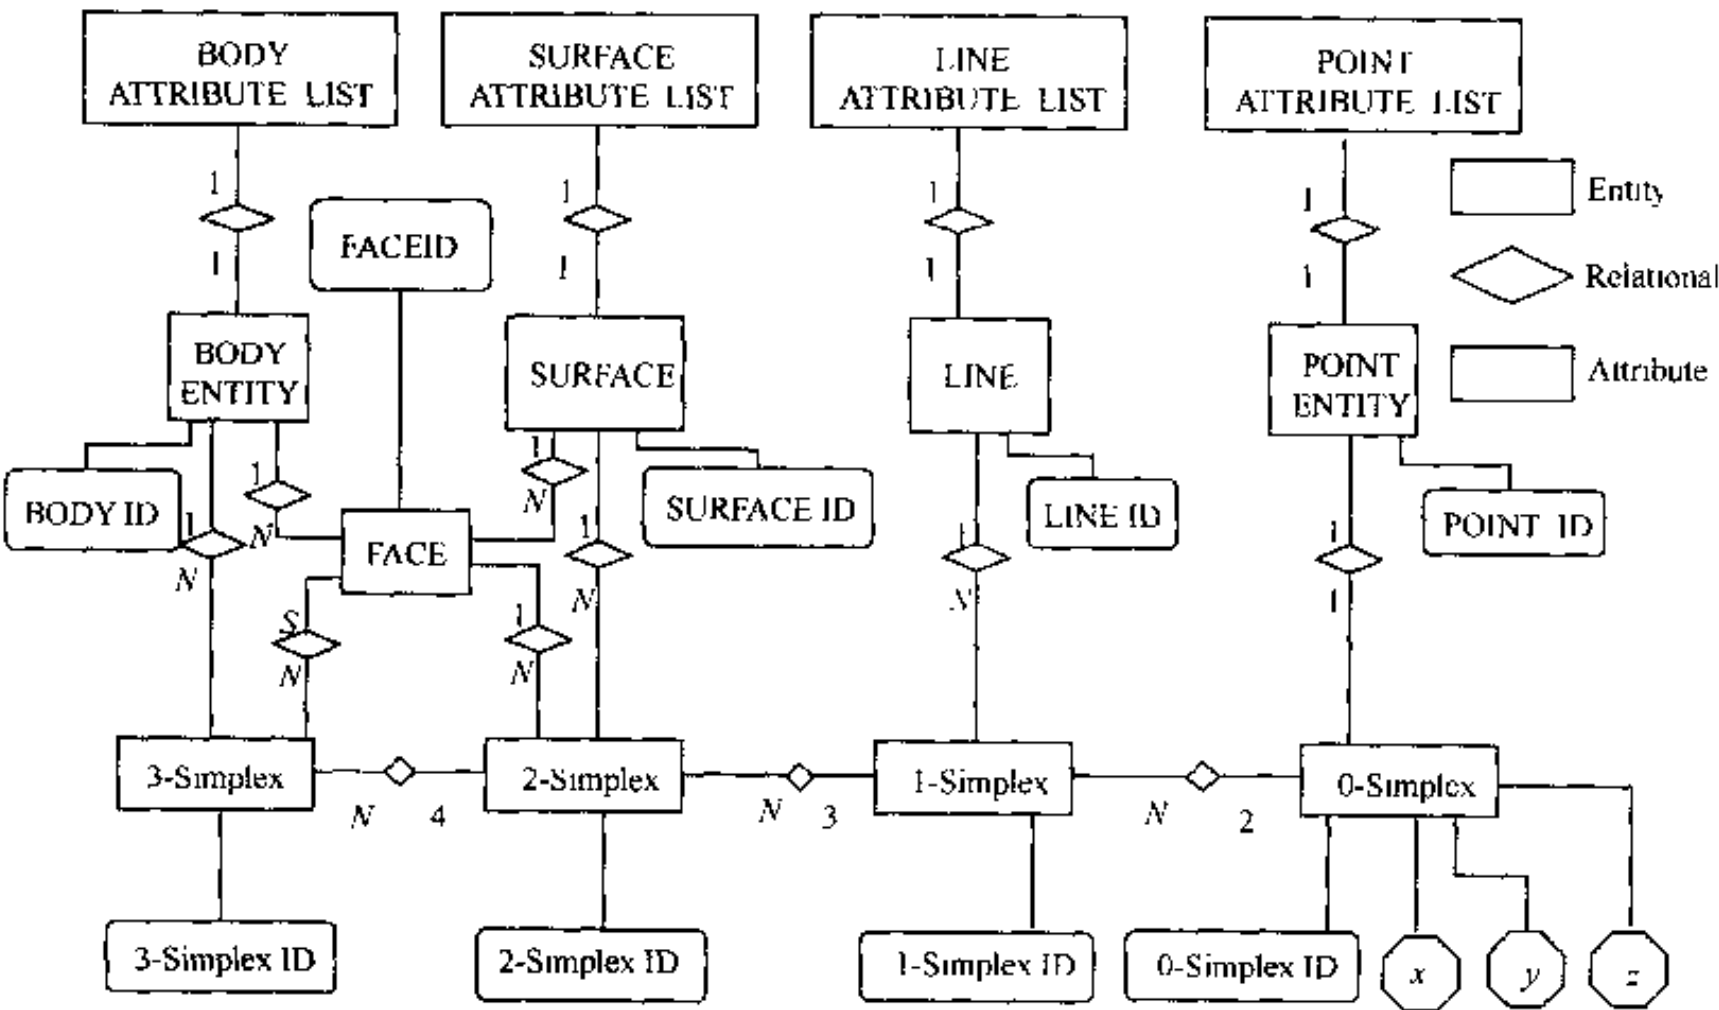 BODY
ATTRIBUTE LIST
SURFACE
ATTRIBUTE LIST
LINE
ATTRIBUTE LIST
POINT
ATTRIBUTE LIST
Entity
Relational
Attribute
1
1
1
1
1
1
1
1
FACEID
BODY
ENTITY
SURFACE
LINE
POINT
ENTITY
BODY ID
SURFACE ID
LINE ID
POINT ID
FACE
1
N
1
N
1
N
1
N
1
N
1
1
S
N
1
N
3-Simplex
2-Simplex
1-Simplex
0-Simplex
N
4
N
3
N
2
3-Simplex ID
2-Simplex ID
1-Simplex ID
0-Simplex ID
x
y
z